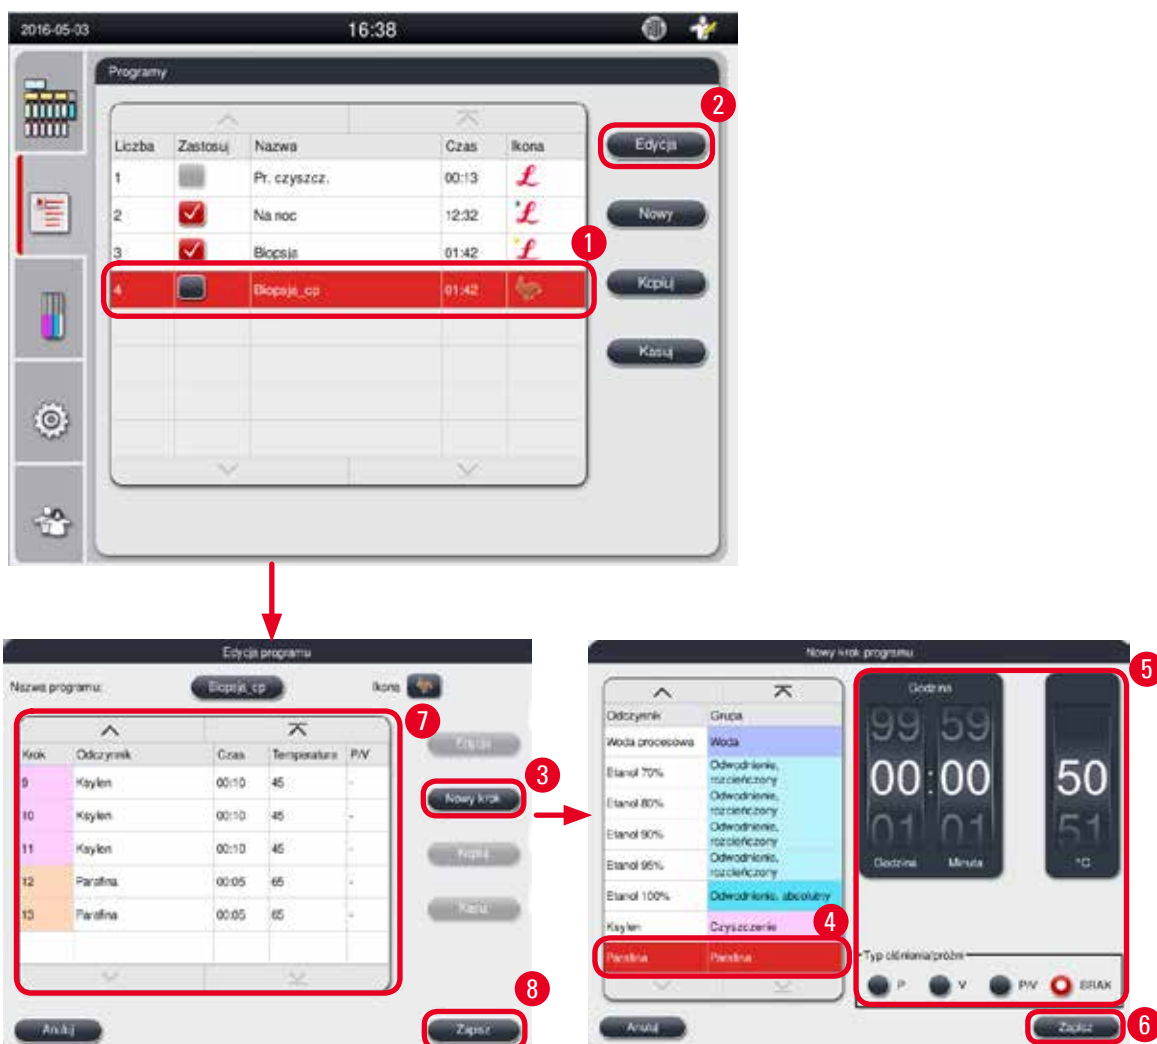 2016-05-03 16:38
Programy
2
Liczba Zastosuj Nazwa Czas Ikona
Edycja
1 Pr. czyszcz. 00:13
2 Na noc 12:32
Nowy
3 Biopsja 01:42
1
4 Biopsja_cp 01:42
Kopiuj
Kasuj
Edycja programu
Nazwa programu: Biopsja_cp Ikona
7
Krok Odczynnik Czas Temperatura P/V
Edycja
9 Ksylen 00:10 45 -
3
Nowy krok
10 Ksylen 00:10 45 -
11 Ksylen 00:10 45 -
Kopiuj
12 Parafina 00:05 65 -
Kasuj
13 Parafina 00:05 65 -
8
Anuluj Zapisz
Nowy krok programu
5
Odczynnik Grupa
Woda procesowa Woda
Etanol 70% Odwodnienie,
rozcieńczony
Etanol 80% Odwodnienie,
rozcieńczony
Etanol 90% Odwodnienie,
rozcieńczony
Etanol 95% Odwodnienie,
rozcieńczony
Etanol 100% Odwodnienie, absolutny
Ksylen Czyszczenie
4
Parafina Parafina
Godzina
99 59
00:00 50
01 01 51
Godzina Minuta °C
Typ ciśnienia/próżni
P V P/V BRAK
Anuluj Zapisz
6